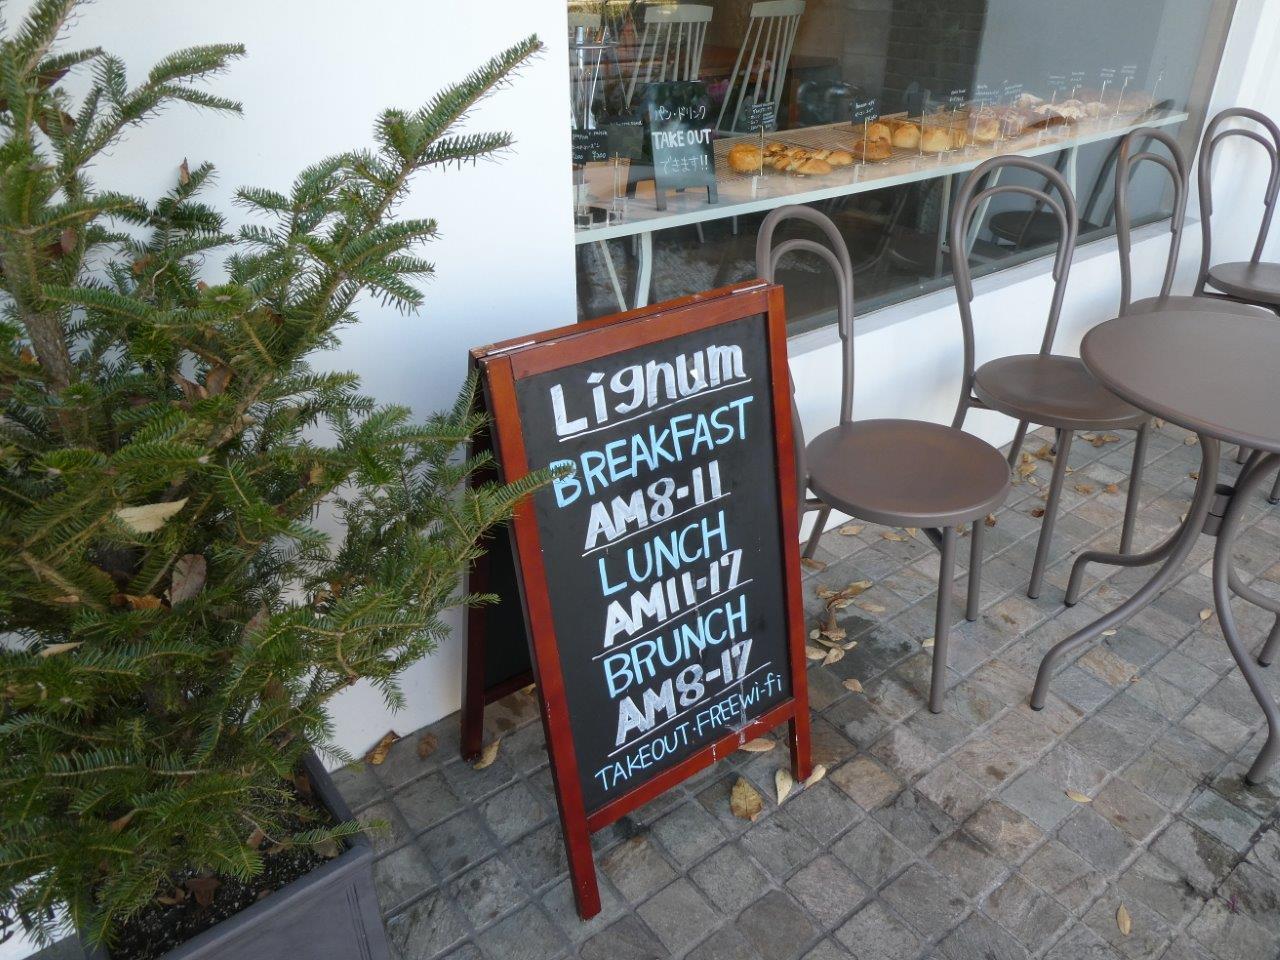 パン・ドリンク
TAKE OUT
できます!!
Lignum
BREAKFAST
AM8-11
LUNCH
AM11-17
BRUNCH
AM8-17
TAKEOUT・FREEWi-fi